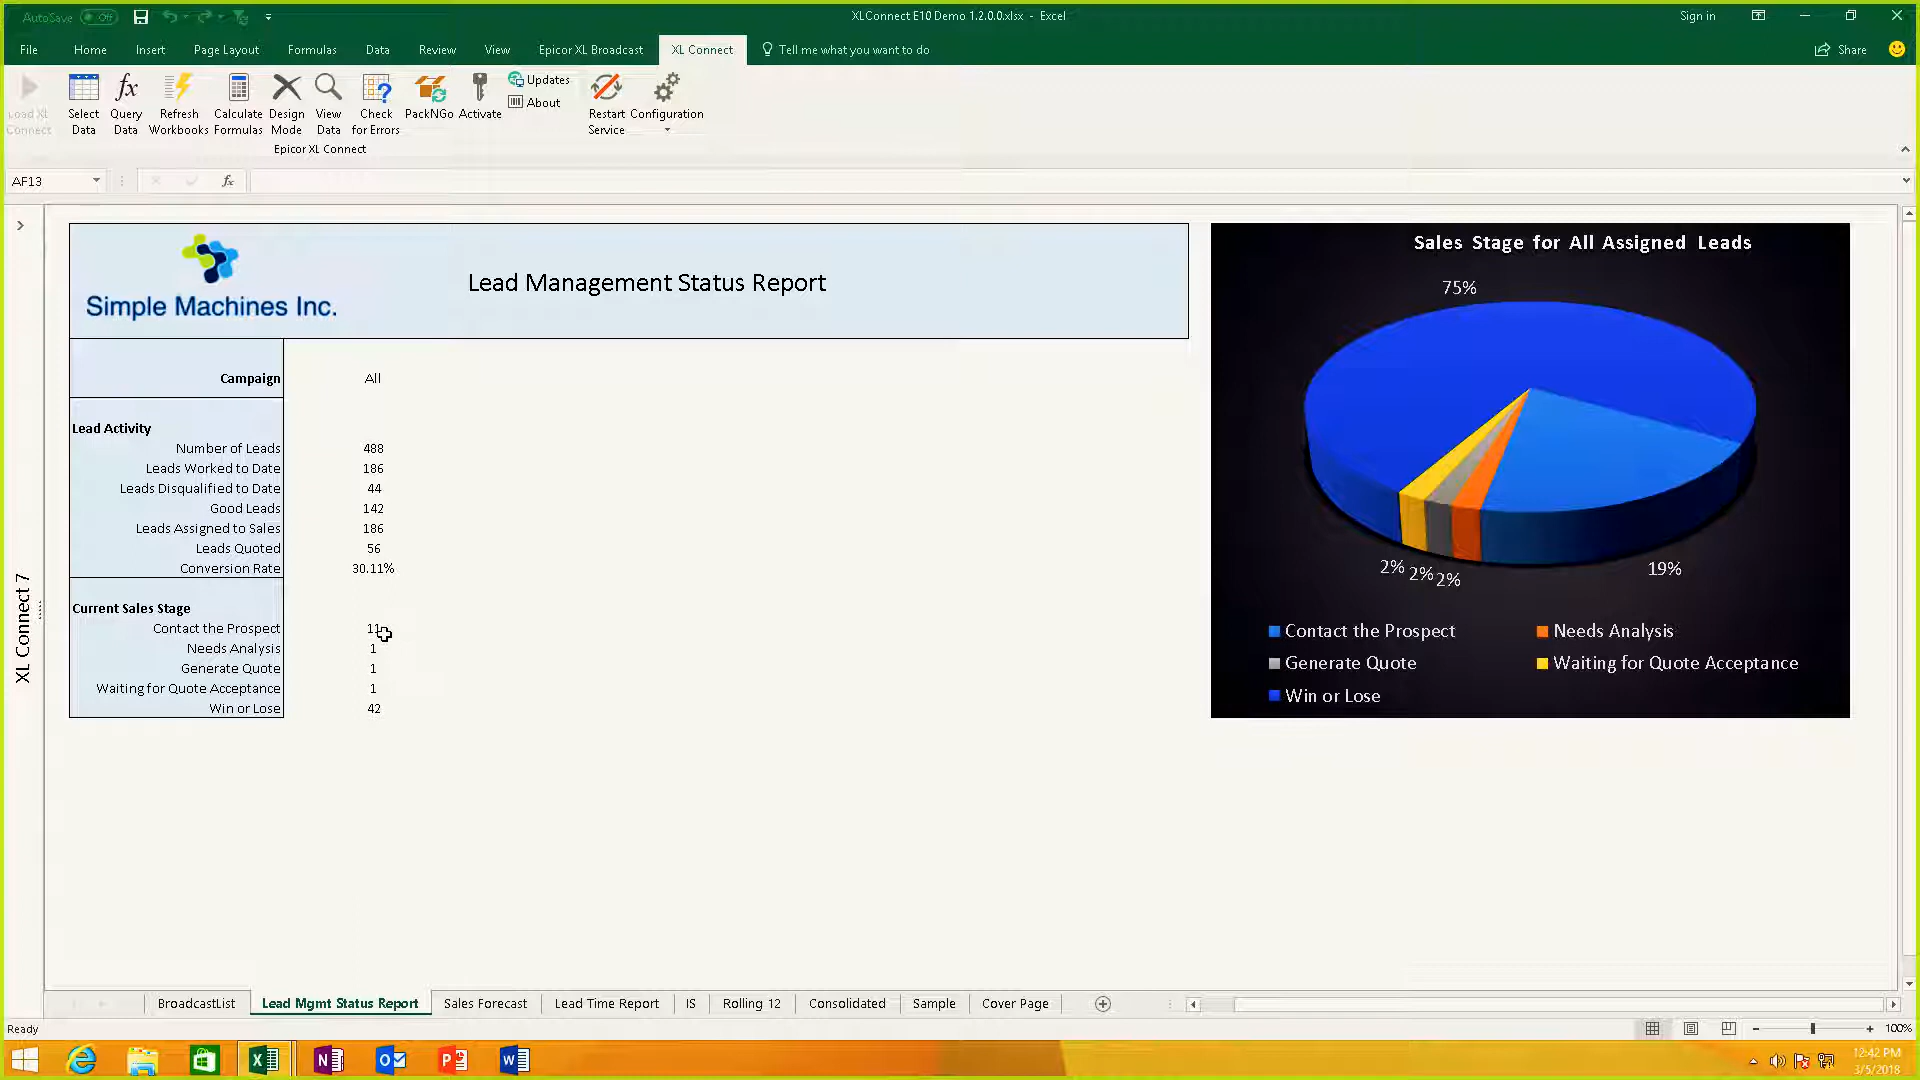 AutoSave Off
XLConnect E10 Demo 1.2.0.0.xlsx - Excel
Sign in
File Home Insert Page Layout Formulas Data Review View Epicor XL Broadcast XL Connect Tell me what you want to do Share
Load XL Connect
Select Data
Query Data
Refresh Workbooks
Calculate Formulas
Design Mode
View Data
Check for Errors
PackNGo
Activate
Updates
About
Restart Service
Configuration
Epicor XL Connect
AF13
fx
XL Connect 7
Simple Machines Inc.
Lead Management Status Report
Campaign All
Lead Activity
Number of Leads 488
Leads Worked to Date 186
Leads Disqualified to Date 44
Good Leads 142
Leads Assigned to Sales 186
Leads Quoted 56
Conversion Rate 30.11%
Current Sales Stage
Contact the Prospect 11
Needs Analysis 1
Generate Quote 1
Waiting for Quote Acceptance 1
Win or Lose 42
Sales Stage for All Assigned Leads
75%
2% 2% 2% 19%
Contact the Prospect Needs Analysis
Generate Quote Waiting for Quote Acceptance
Win or Lose
BroadcastList Lead Mgmt Status Report Sales Forecast Lead Time Report IS Rolling 12 Consolidated Sample Cover Page
Ready
100%
12:42 PM
3/5/2018